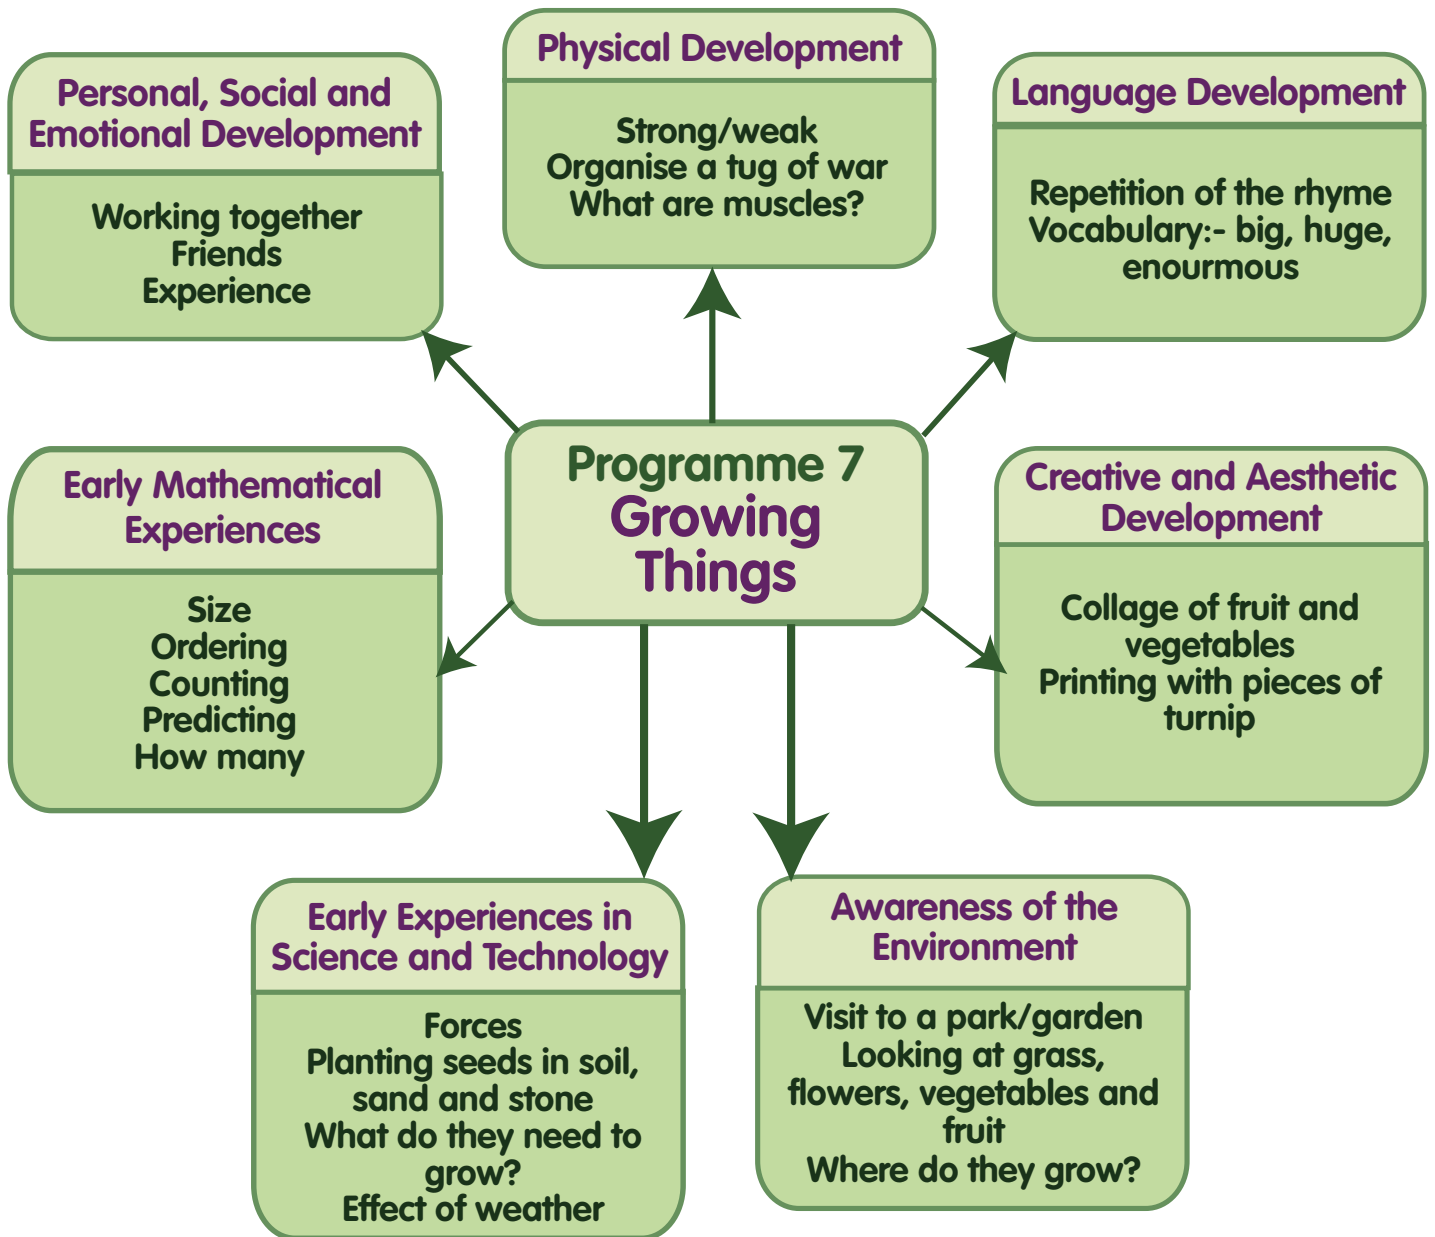 Physical Development
Strong/weak
Organise a tug of war
What are muscles?
Personal, Social and
Emotional Development
Working together
Friends
Experience
Language Development
Repetition of the rhyme
Vocabulary:- big, huge,
enourmous
Programme 7
Growing
Things
Early Mathematical
Experiences
Size
Ordering
Counting
Predicting
How many
Creative and Aesthetic
Development
Collage of fruit and
vegetables
Printing with pieces of
turnip
Early Experiences in
Science and Technology
Forces
Planting seeds in soil,
sand and stone
What do they need to
grow?
Effect of weather
Awareness of the
Environment
Visit to a park/garden
Looking at grass,
flowers, vegetables and
fruit
Where do they grow?